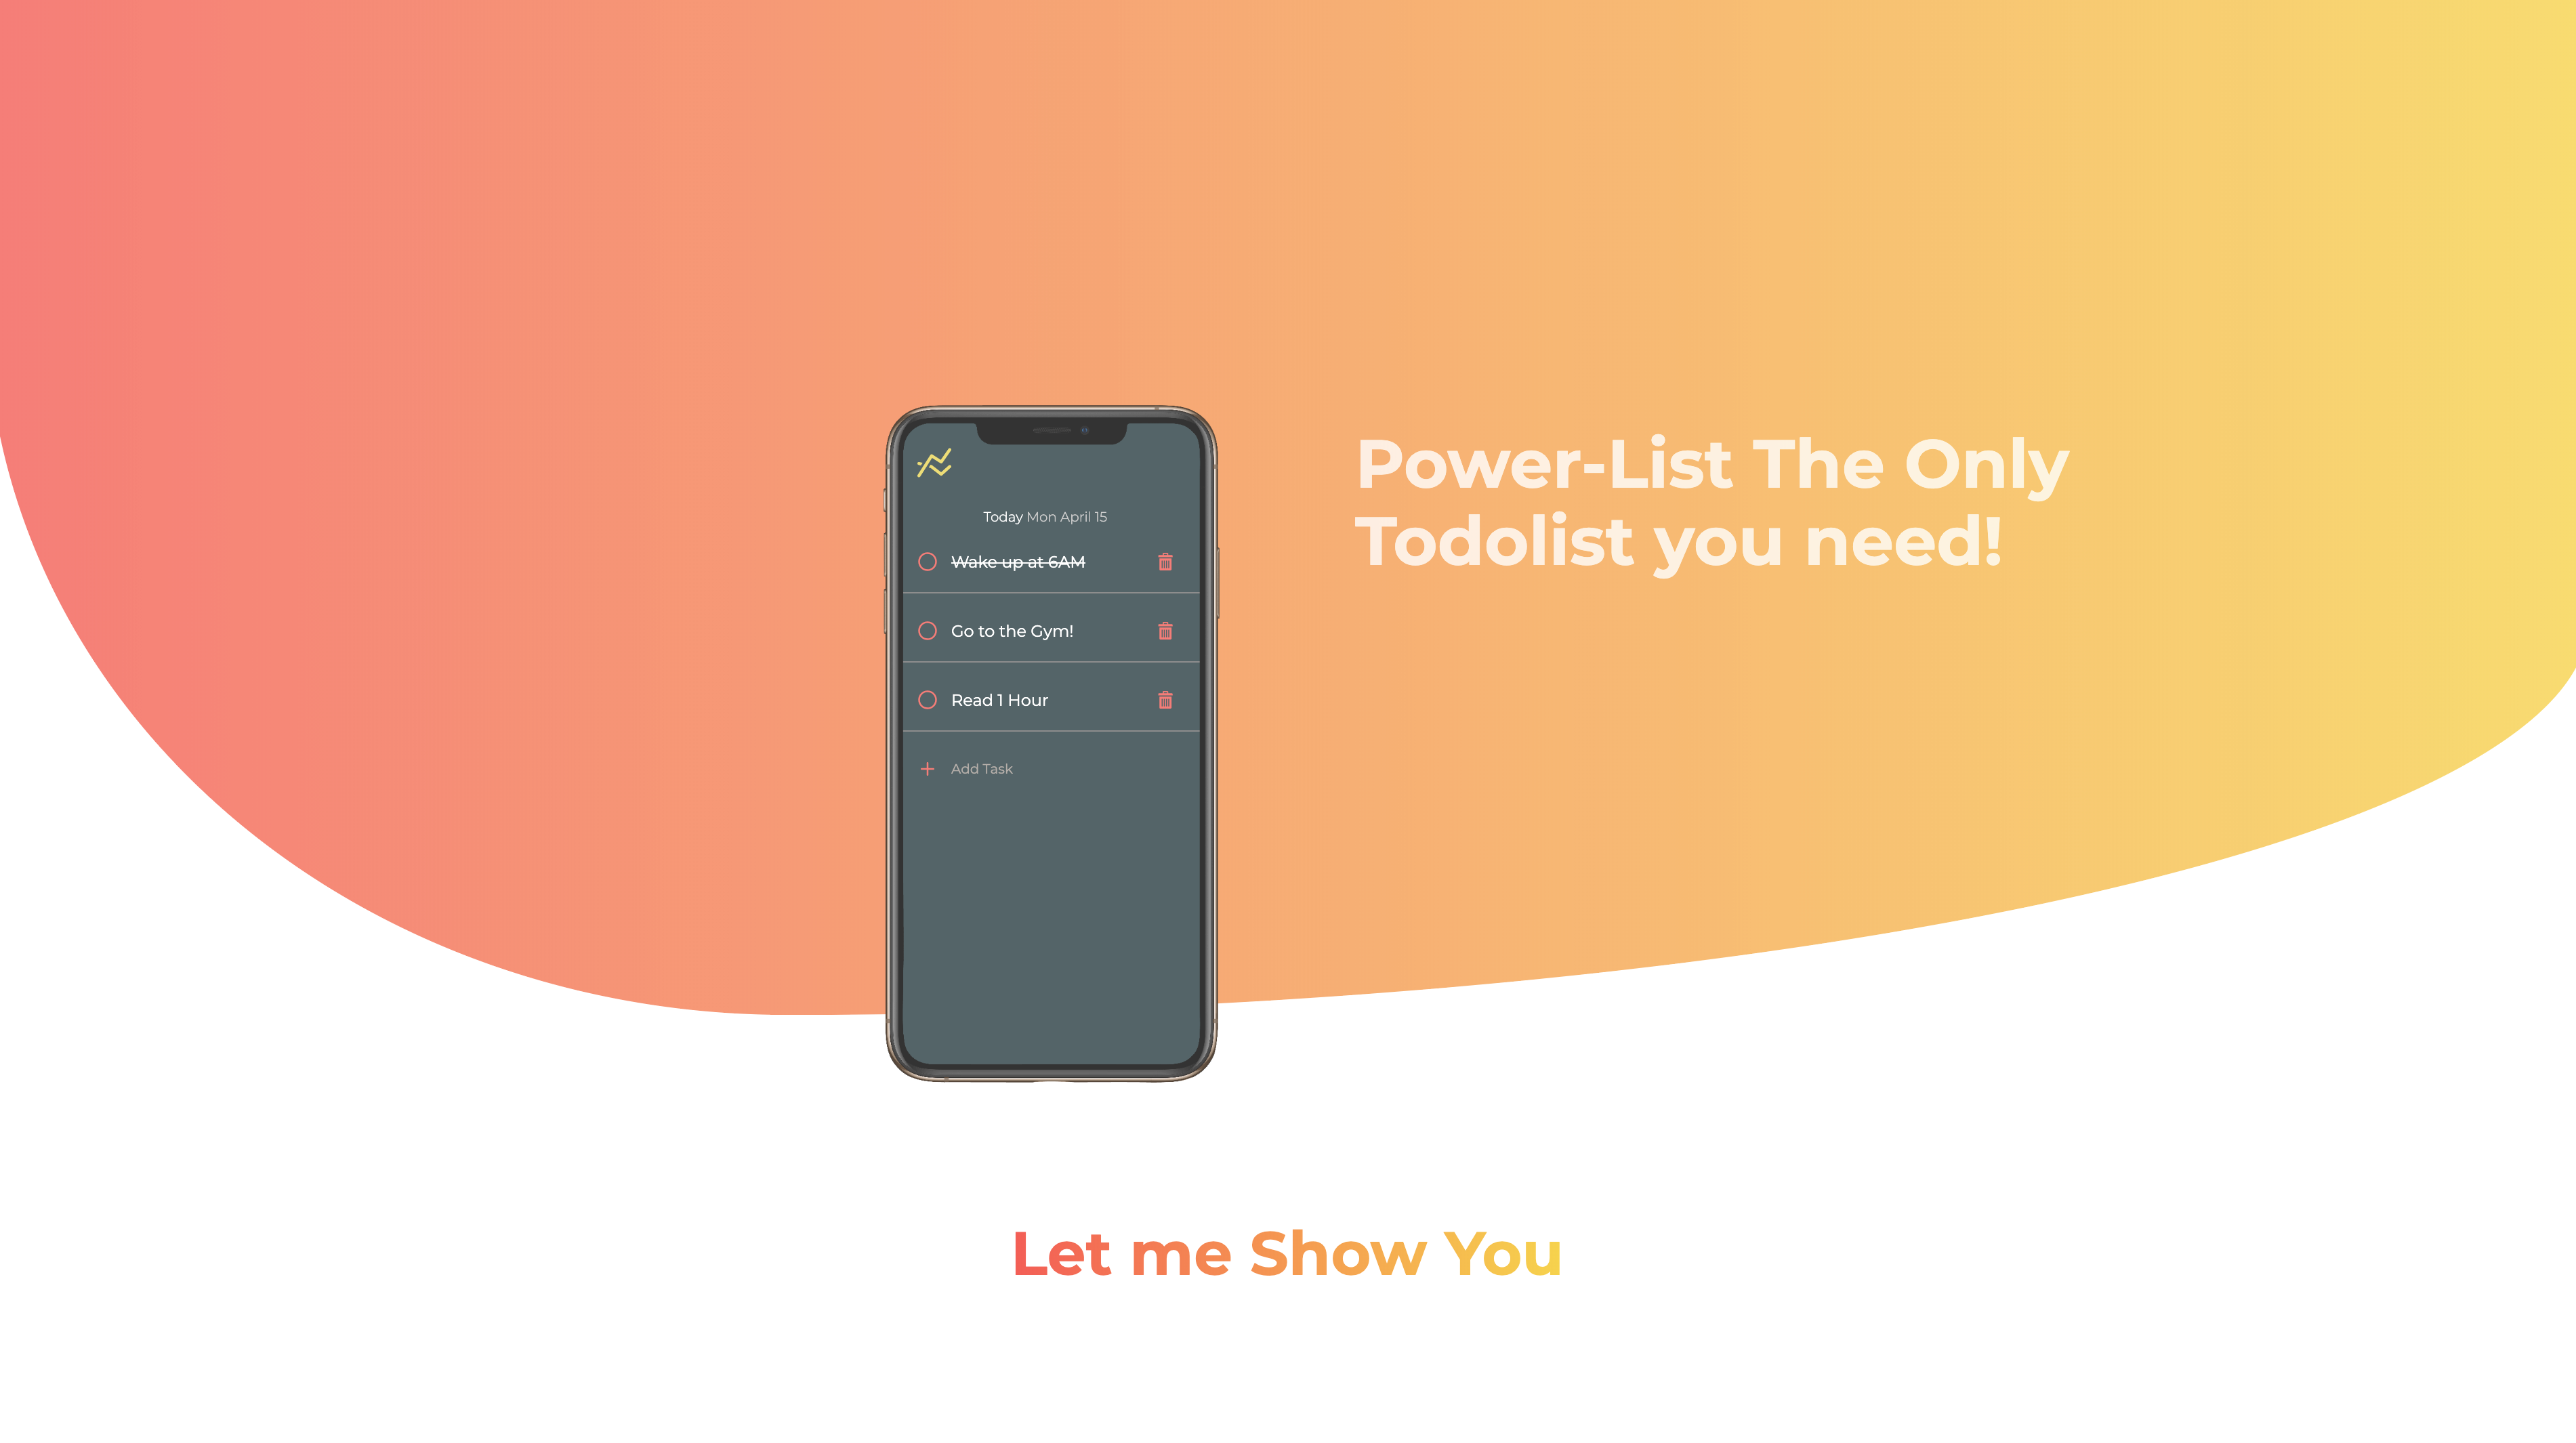 Power-List The Only
Todolist you need!
Today Mon April 15
Wake up at 6AM
Go to the Gym!
Read 1 Hour
Add Task
Let me Show You